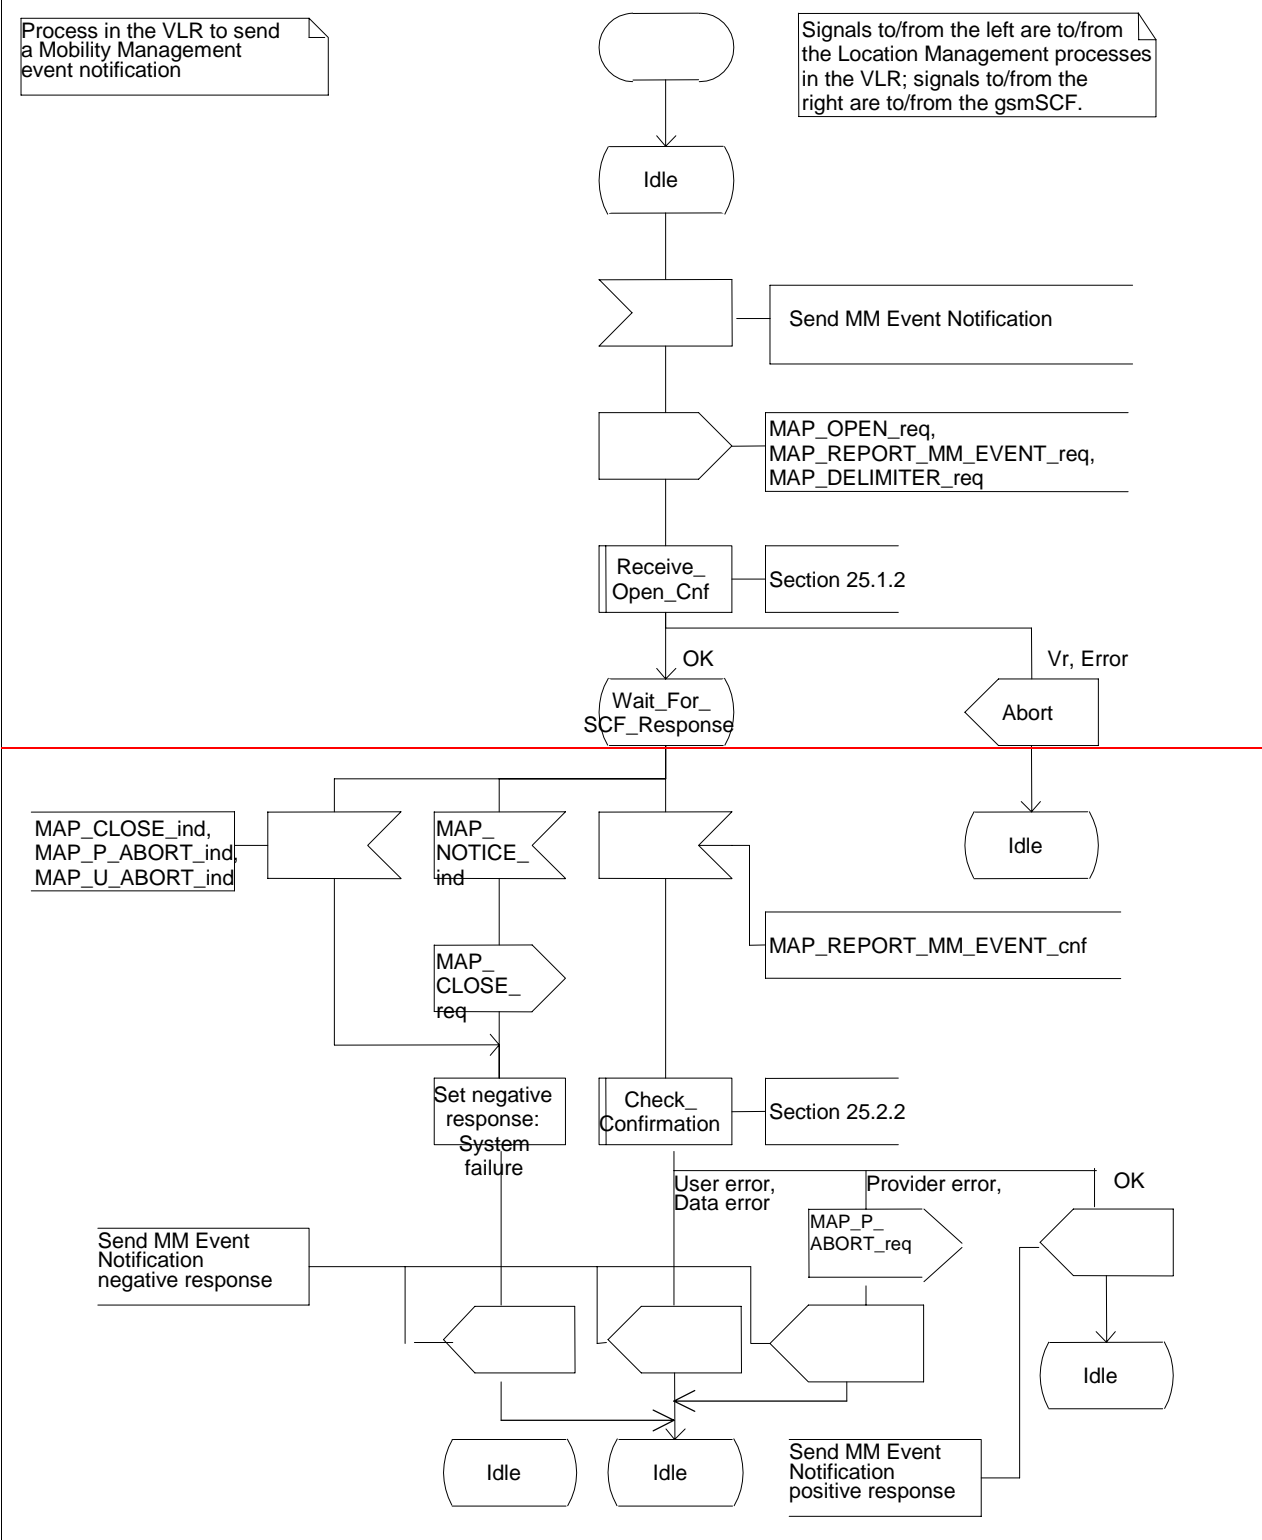 Process in the VLR to send
a Mobility Management
event notification
Signals to/from the left are to/from
the Location Management processes
in the VLR; signals to/from the
right are to/from the gsmSCF.
Idle
Send MM Event Notification
MAP_OPEN_req,
MAP_REPORT_MM_EVENT_req,
MAP_DELIMITER_req
Receive_
Open_Cnf
Section 25.1.2
OK
Vr, Error
Wait_For_
SCF_Response
Abort
MAP_CLOSE_ind,
MAP_P_ABORT_ind,
MAP_U_ABORT_ind
MAP_
NOTICE_
ind
Idle
MAP_REPORT_MM_EVENT_cnf
MAP_
CLOSE_
req
Set negative
response:
System
failure
Check_
Confirmation
Section 25.2.2
User error,
Data error
Provider error,
OK
MAP_P_
ABORT_req
Send MM Event
Notification
negative response
Idle
Idle
Idle
Send MM Event
Notification
positive response